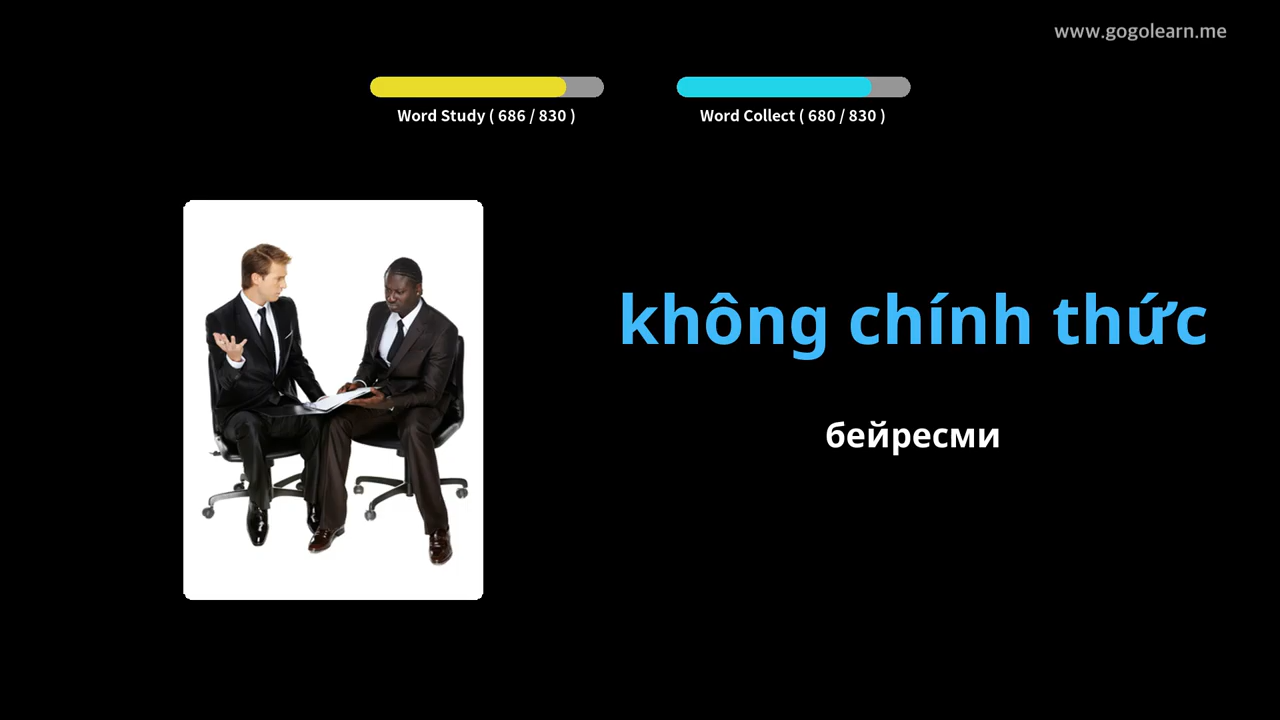 www.gogolearn.me
Word Study ( 686 / 830 )
Word Collect ( 680 / 830 )
không chính thức
бейресми